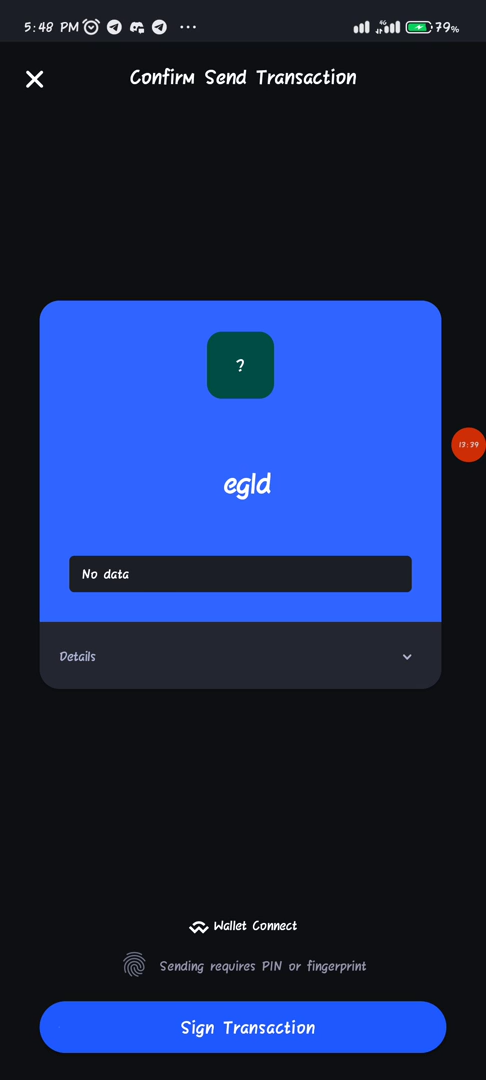 5:48 PM ... 4G 79%
Confirm Send Transaction
?
13:39
egld
No data
Details
Wallet Connect
Sending requires PIN or fingerprint
Sign Transaction